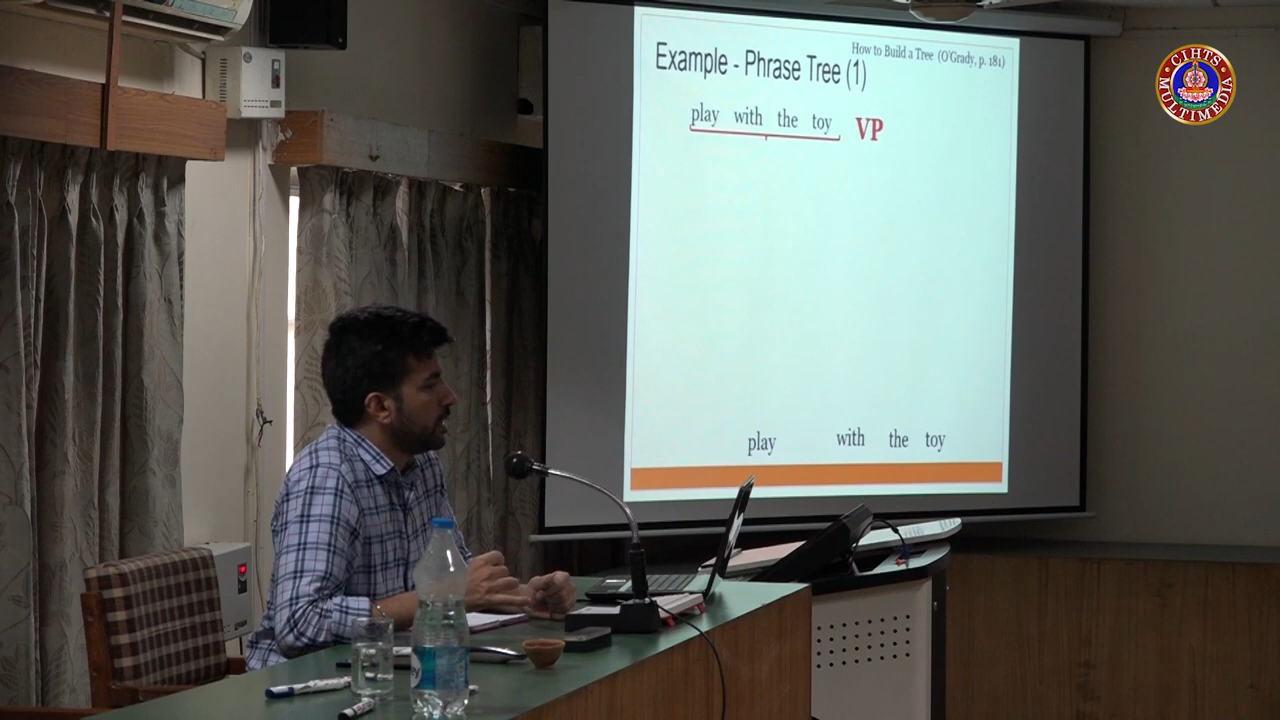 How to Build a Tree (O'Grady, p. 181)
Example - Phrase Tree (1)
play with the toy VP
play with the toy
CIHTS
MULTIMEDIA